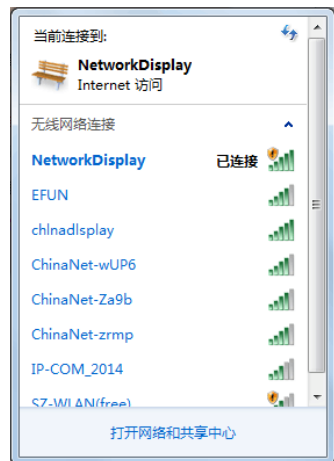 当前连接到:
NetworkDisplay
Internet 访问
无线网络连接
NetworkDisplay 已连接
EFUN
chlnadlsplay
ChinaNet-wUP6
ChinaNet-Za9b
ChinaNet-zrmp
IP-COM_2014
SZ-WLAN(free)
打开网络和共享中心